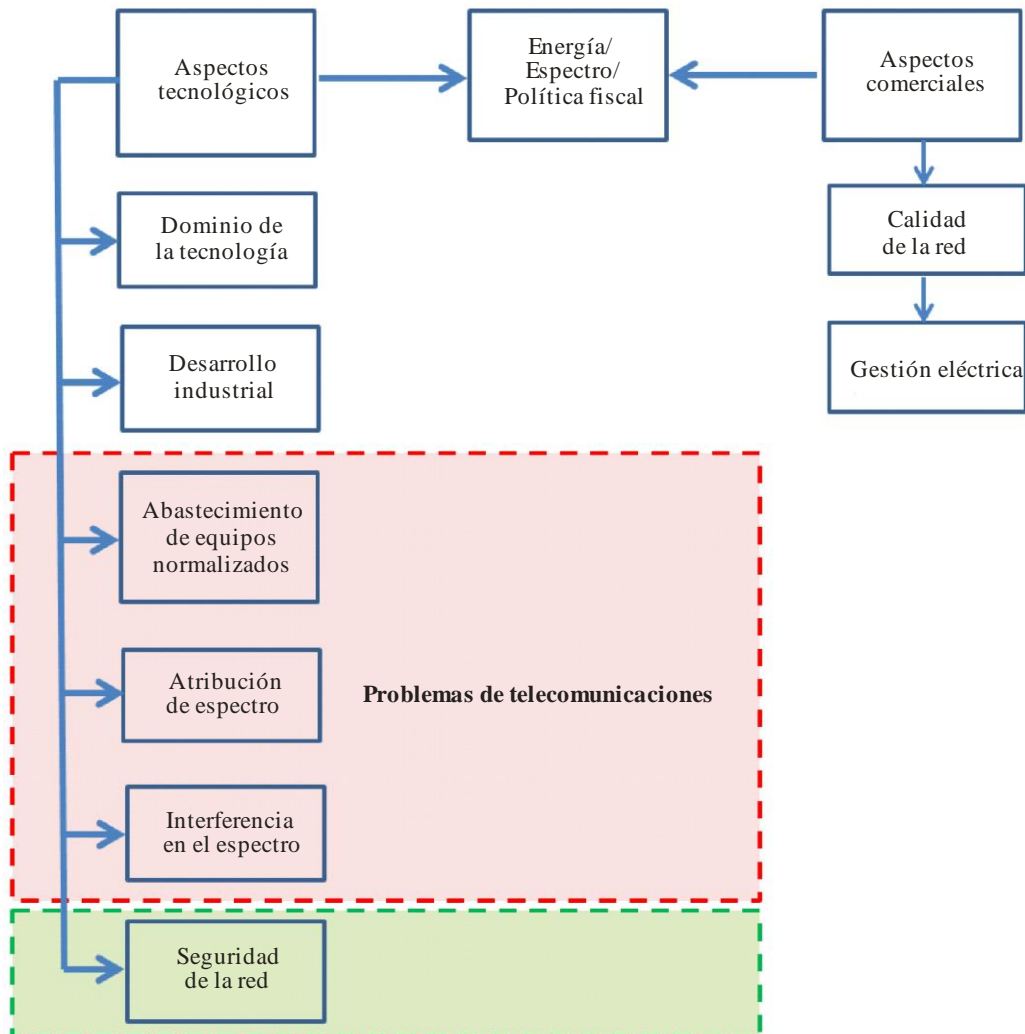 Aspectos
tecnológicos
Energía/
Espectro/
Política fiscal
Aspectos
comerciales
Dominio de
la tecnología
Calidad
de la red
Desarrollo
industrial
Gestión eléctrica
Abastecimiento
de equipos
normalizados
Atribución
de espectro
Problemas de telecomunicaciones
Interferencia
en el espectro
Seguridad
de la red